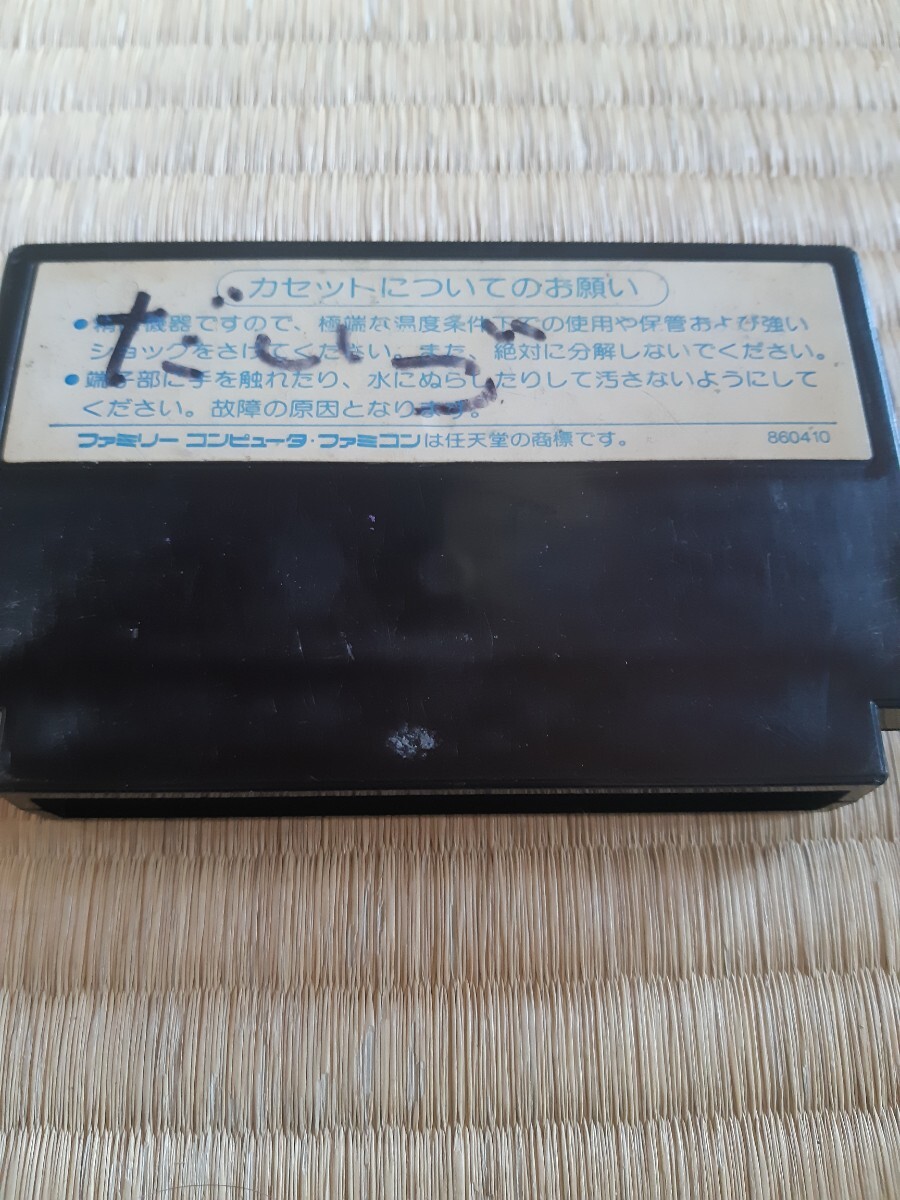 カセットについてのお願い
●精密機器ですので、極端な温度条件下での使用や保管および強い
ショックをさけてください。また、絶対に分解しないでください。
●端子部に手を触れたり、水にぬらしたりして汚さないようにして
ください。故障の原因となります。
ファミリー コンピュータ・ファミコンは任天堂の商標です。 860410
だい